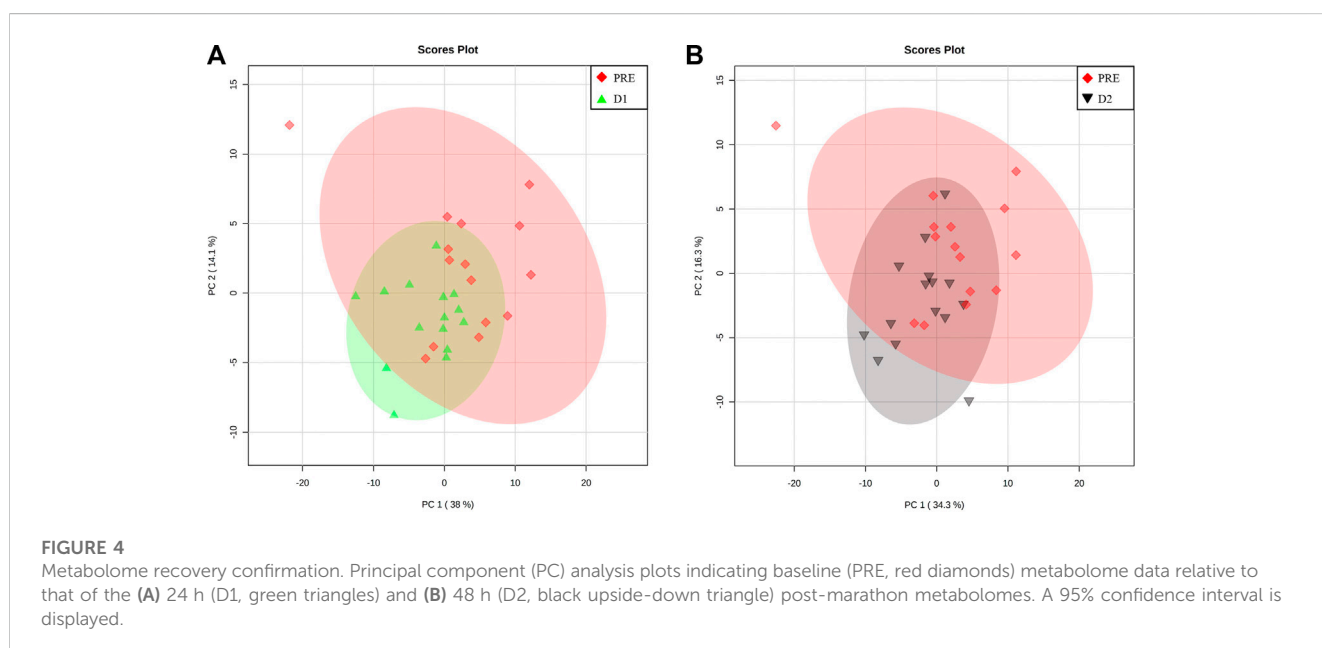 A
Scores Plot
PRE
D1
15
10
5
0
-5
-10
PC 2 ( 14.1 %)
-20
-10
0
10
20
PC 1 ( 38 %)
B
Scores Plot
PRE
D2
15
10
5
0
-5
-10
PC 2 ( 16.3 %)
-20
-10
0
10
20
PC 1 ( 34.3 %)
FIGURE 4
Metabolome recovery confirmation. Principal component (PC) analysis plots indicating baseline (PRE, red diamonds) metabolome data relative to
that of the (A) 24 h (D1, green triangles) and (B) 48 h (D2, black upside-down triangle) post-marathon metabolomes. A 95% confidence interval is
displayed.